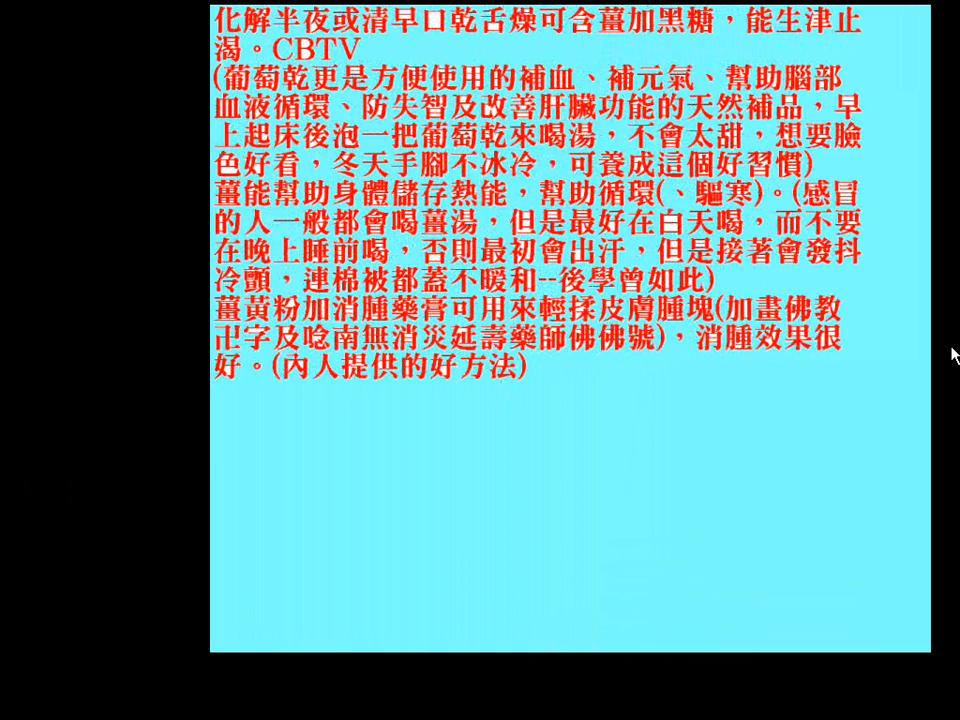 化解半夜或清早口乾舌燥可含薑加黑糖，能生津止
渴。CBTV
(葡萄乾更是方便使用的補血、補元氣、幫助腦部
血液循環、防失智及改善肝臟功能的天然補品，早
上起床後泡一把葡萄乾來喝湯，不會太甜，想要臉
色好看，冬天手腳不冰冷，可養成這個好習慣)
薑能幫助身體儲存熱能，幫助循環(、驅寒)。(感冒
的人一般都會喝薑湯，但是最好在白天喝，而不要
在晚上睡前喝，否則最初會出汗，但是接著會發抖
冷顫，連棉被都蓋不暖和--後學曾如此)
薑黃粉加消腫藥膏可用來輕揉皮膚腫塊(加畫佛教
卍字及唸南無消災延壽藥師佛佛號)，消腫效果很
好。(內人提供的好方法)